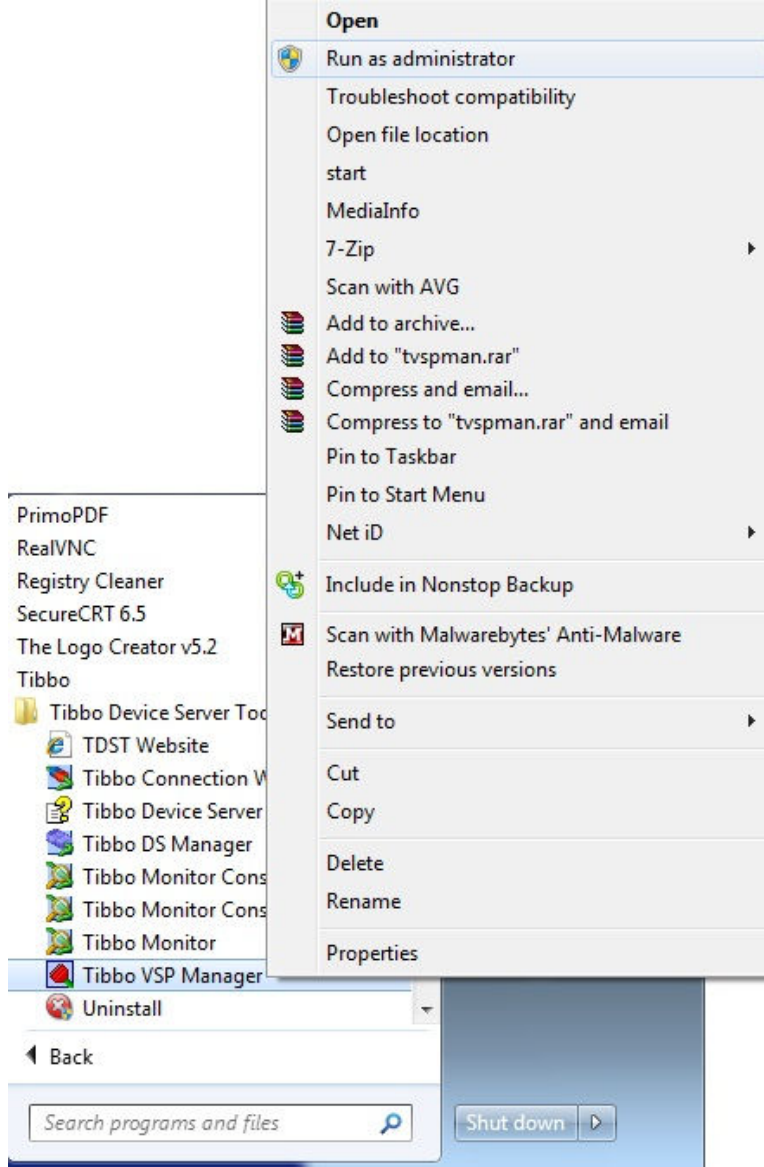 Open
Run as administrator
Troubleshoot compatibility
Open file location
start
MediaInfo
7-Zip
Scan with AVG
Add to archive...
Add to "tvspman.rar"
Compress and email...
Compress to "tvspman.rar" and email
Pin to Taskbar
Pin to Start Menu
Net iD
Include in Nonstop Backup
Scan with Malwarebytes' Anti-Malware
Restore previous versions
Send to
Cut
Copy
Delete
Rename
Properties
PrimoPDF
RealVNC
Registry Cleaner
SecureCRT 6.5
The Logo Creator v5.2
Tibbo
Tibbo Device Server Too
TDST Website
Tibbo Connection W
Tibbo Device Server
Tibbo DS Manager
Tibbo Monitor Cons
Tibbo Monitor Cons
Tibbo Monitor
Tibbo VSP Manager
Uninstall
Back
Search programs and files
Shut down